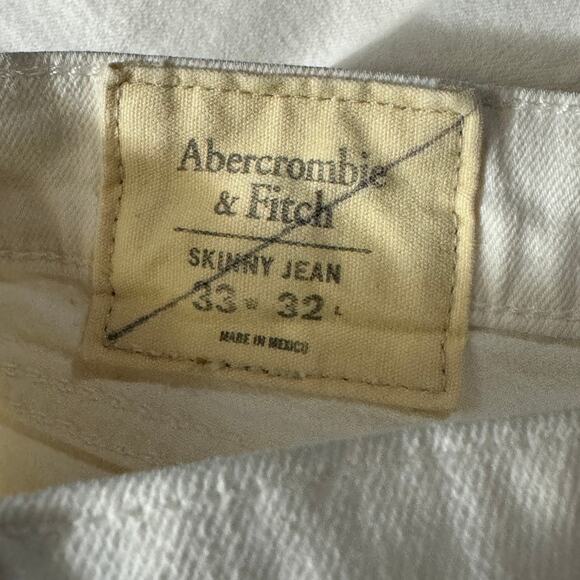 Abercrombie
& Fitch
SKINNY JEAN
33 W 32 L
MADE IN MEXICO